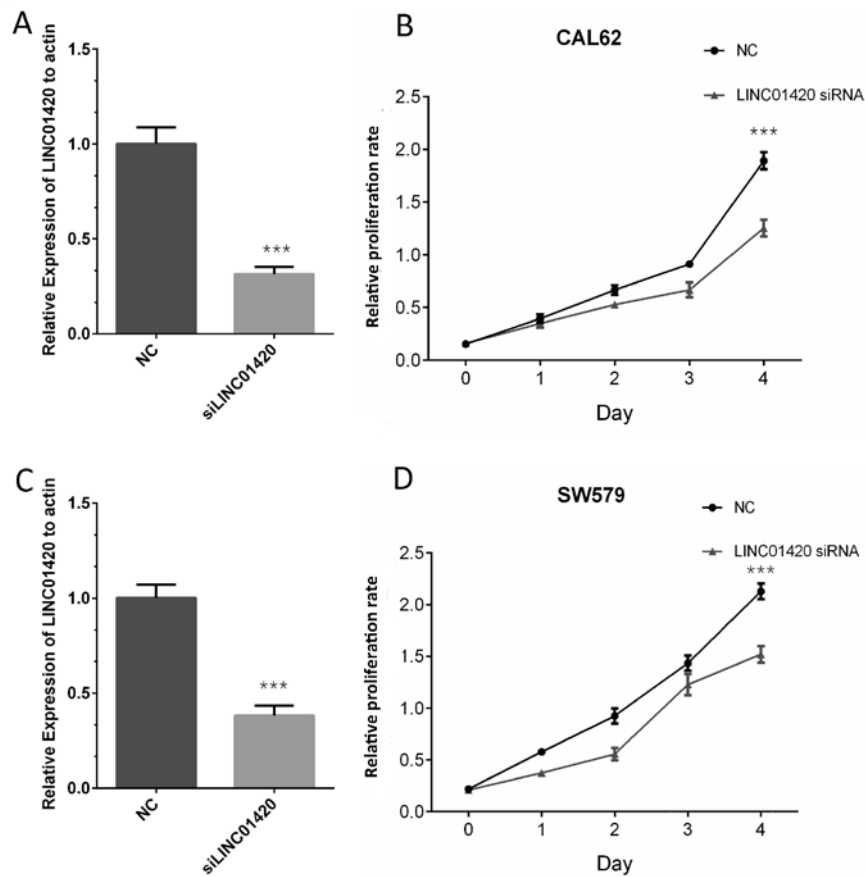 A
Relative Expression of LINC01420 to actin
1.5
1.0
0.5
0.0
***
NC
siLINC01420
B
CAL62
NC
LINC01420 siRNA
Relative proliferation rate
2.5
2.0
1.5
1.0
0.5
0.0
***
0 1 2 3 4
Day
C
Relative Expression of LINC01420 to actin
1.5
1.0
0.5
0.0
***
NC
siLINC01420
D
SW579
NC
LINC01420 siRNA
Relative proliferation rate
2.5
2.0
1.5
1.0
0.5
0.0
***
0 1 2 3 4
Day